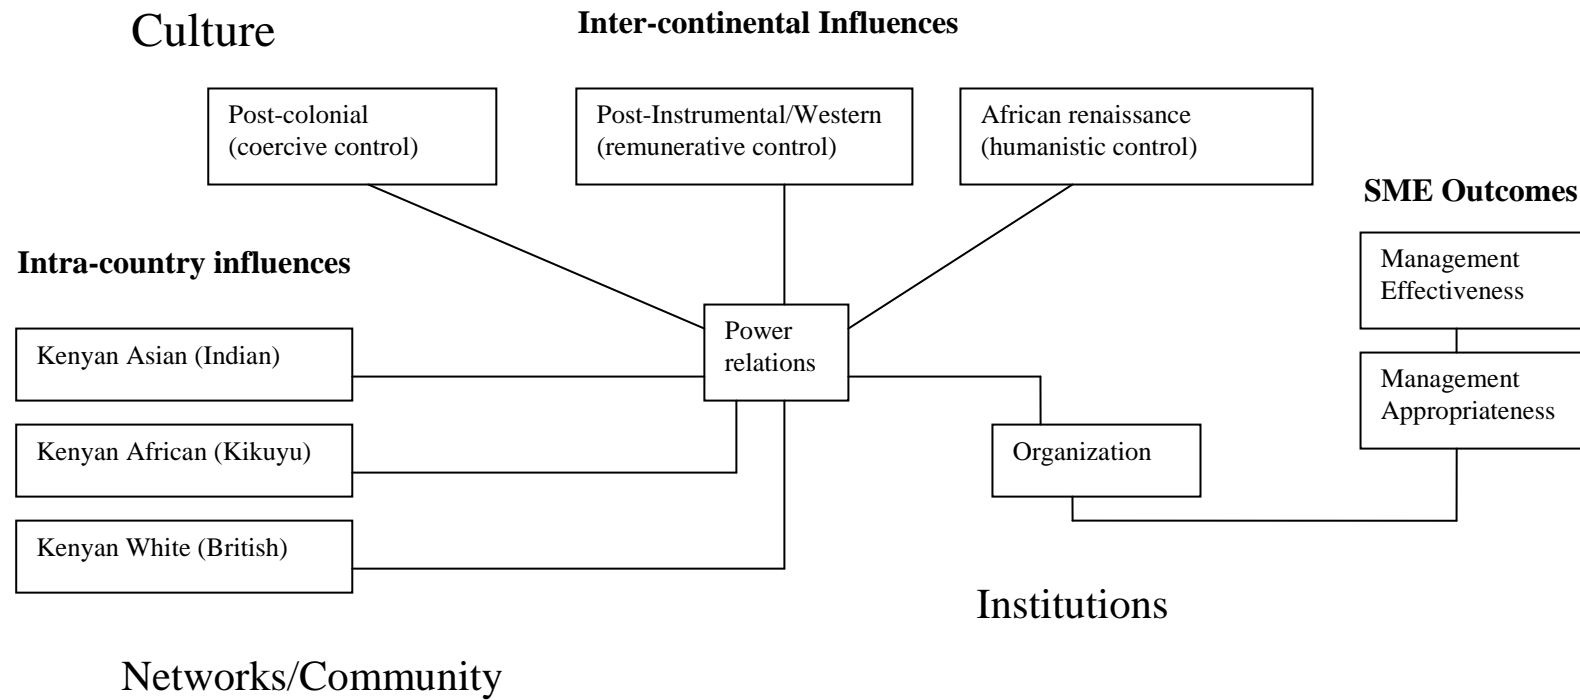 Culture
Inter-continental Influences
Post-colonial
(coercive control)
Post-Instrumental/Western
(remunerative control)
African renaissance
(humanistic control)
SME Outcomes
Management
Effectiveness
Management
Appropriateness
Intra-country influences
Kenyan Asian (Indian)
Kenyan African (Kikuyu)
Kenyan White (British)
Power
relations
Organization
Institutions
Networks/Community